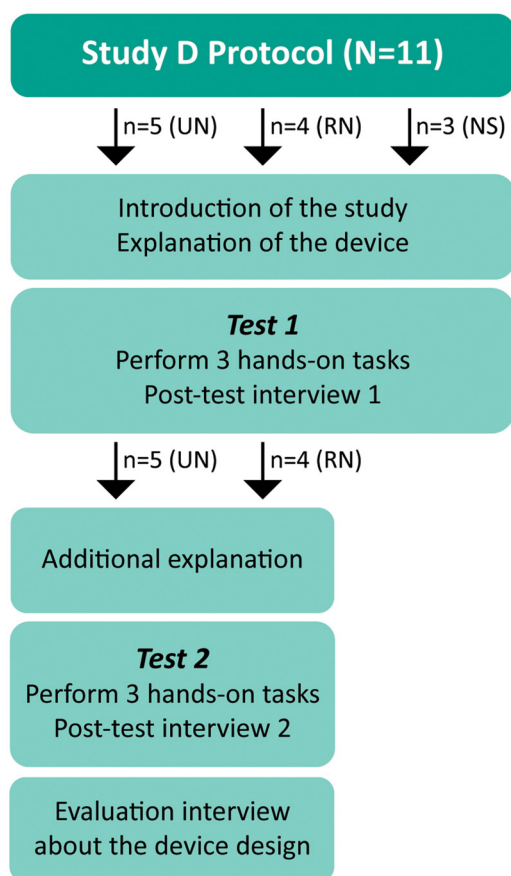 Study D Protocol (N=11)
n=5 (UN) n=4 (RN) n=3 (NS)
Introduction of the study
Explanation of the device
Test 1
Perform 3 hands-on tasks
Post-test interview 1
n=5 (UN) n=4 (RN)
Additional explanation
Test 2
Perform 3 hands-on tasks
Post-test interview 2
Evaluation interview
about the device design